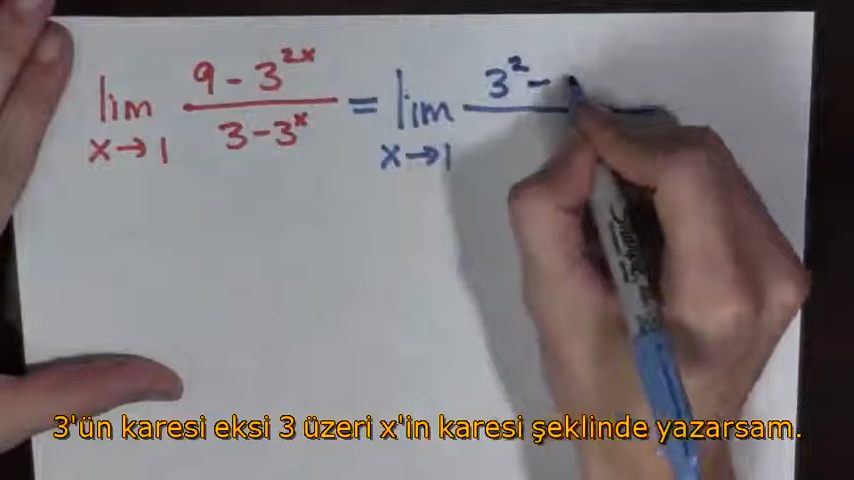 lim 9 - 3^2x / 3 - 3^x = lim 3^2 -
x→1 x→1
3'ün karesi eksi 3 üzeri x'in karesi şeklinde yazarsam.